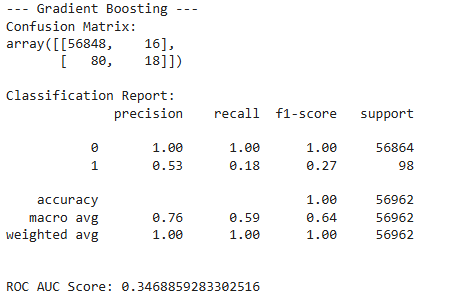 --- Gradient Boosting ---
Confusion Matrix:
array([[56848,    16],
       [   80,    18]])
Classification Report:
              precision    recall  f1-score   support
           0       1.00      1.00      1.00     56864
           1       0.53      0.18      0.27        98
    accuracy                           1.00     56962
   macro avg       0.76      0.59      0.64     56962
weighted avg       1.00      1.00      1.00     56962
ROC AUC Score: 0.3468859283302516